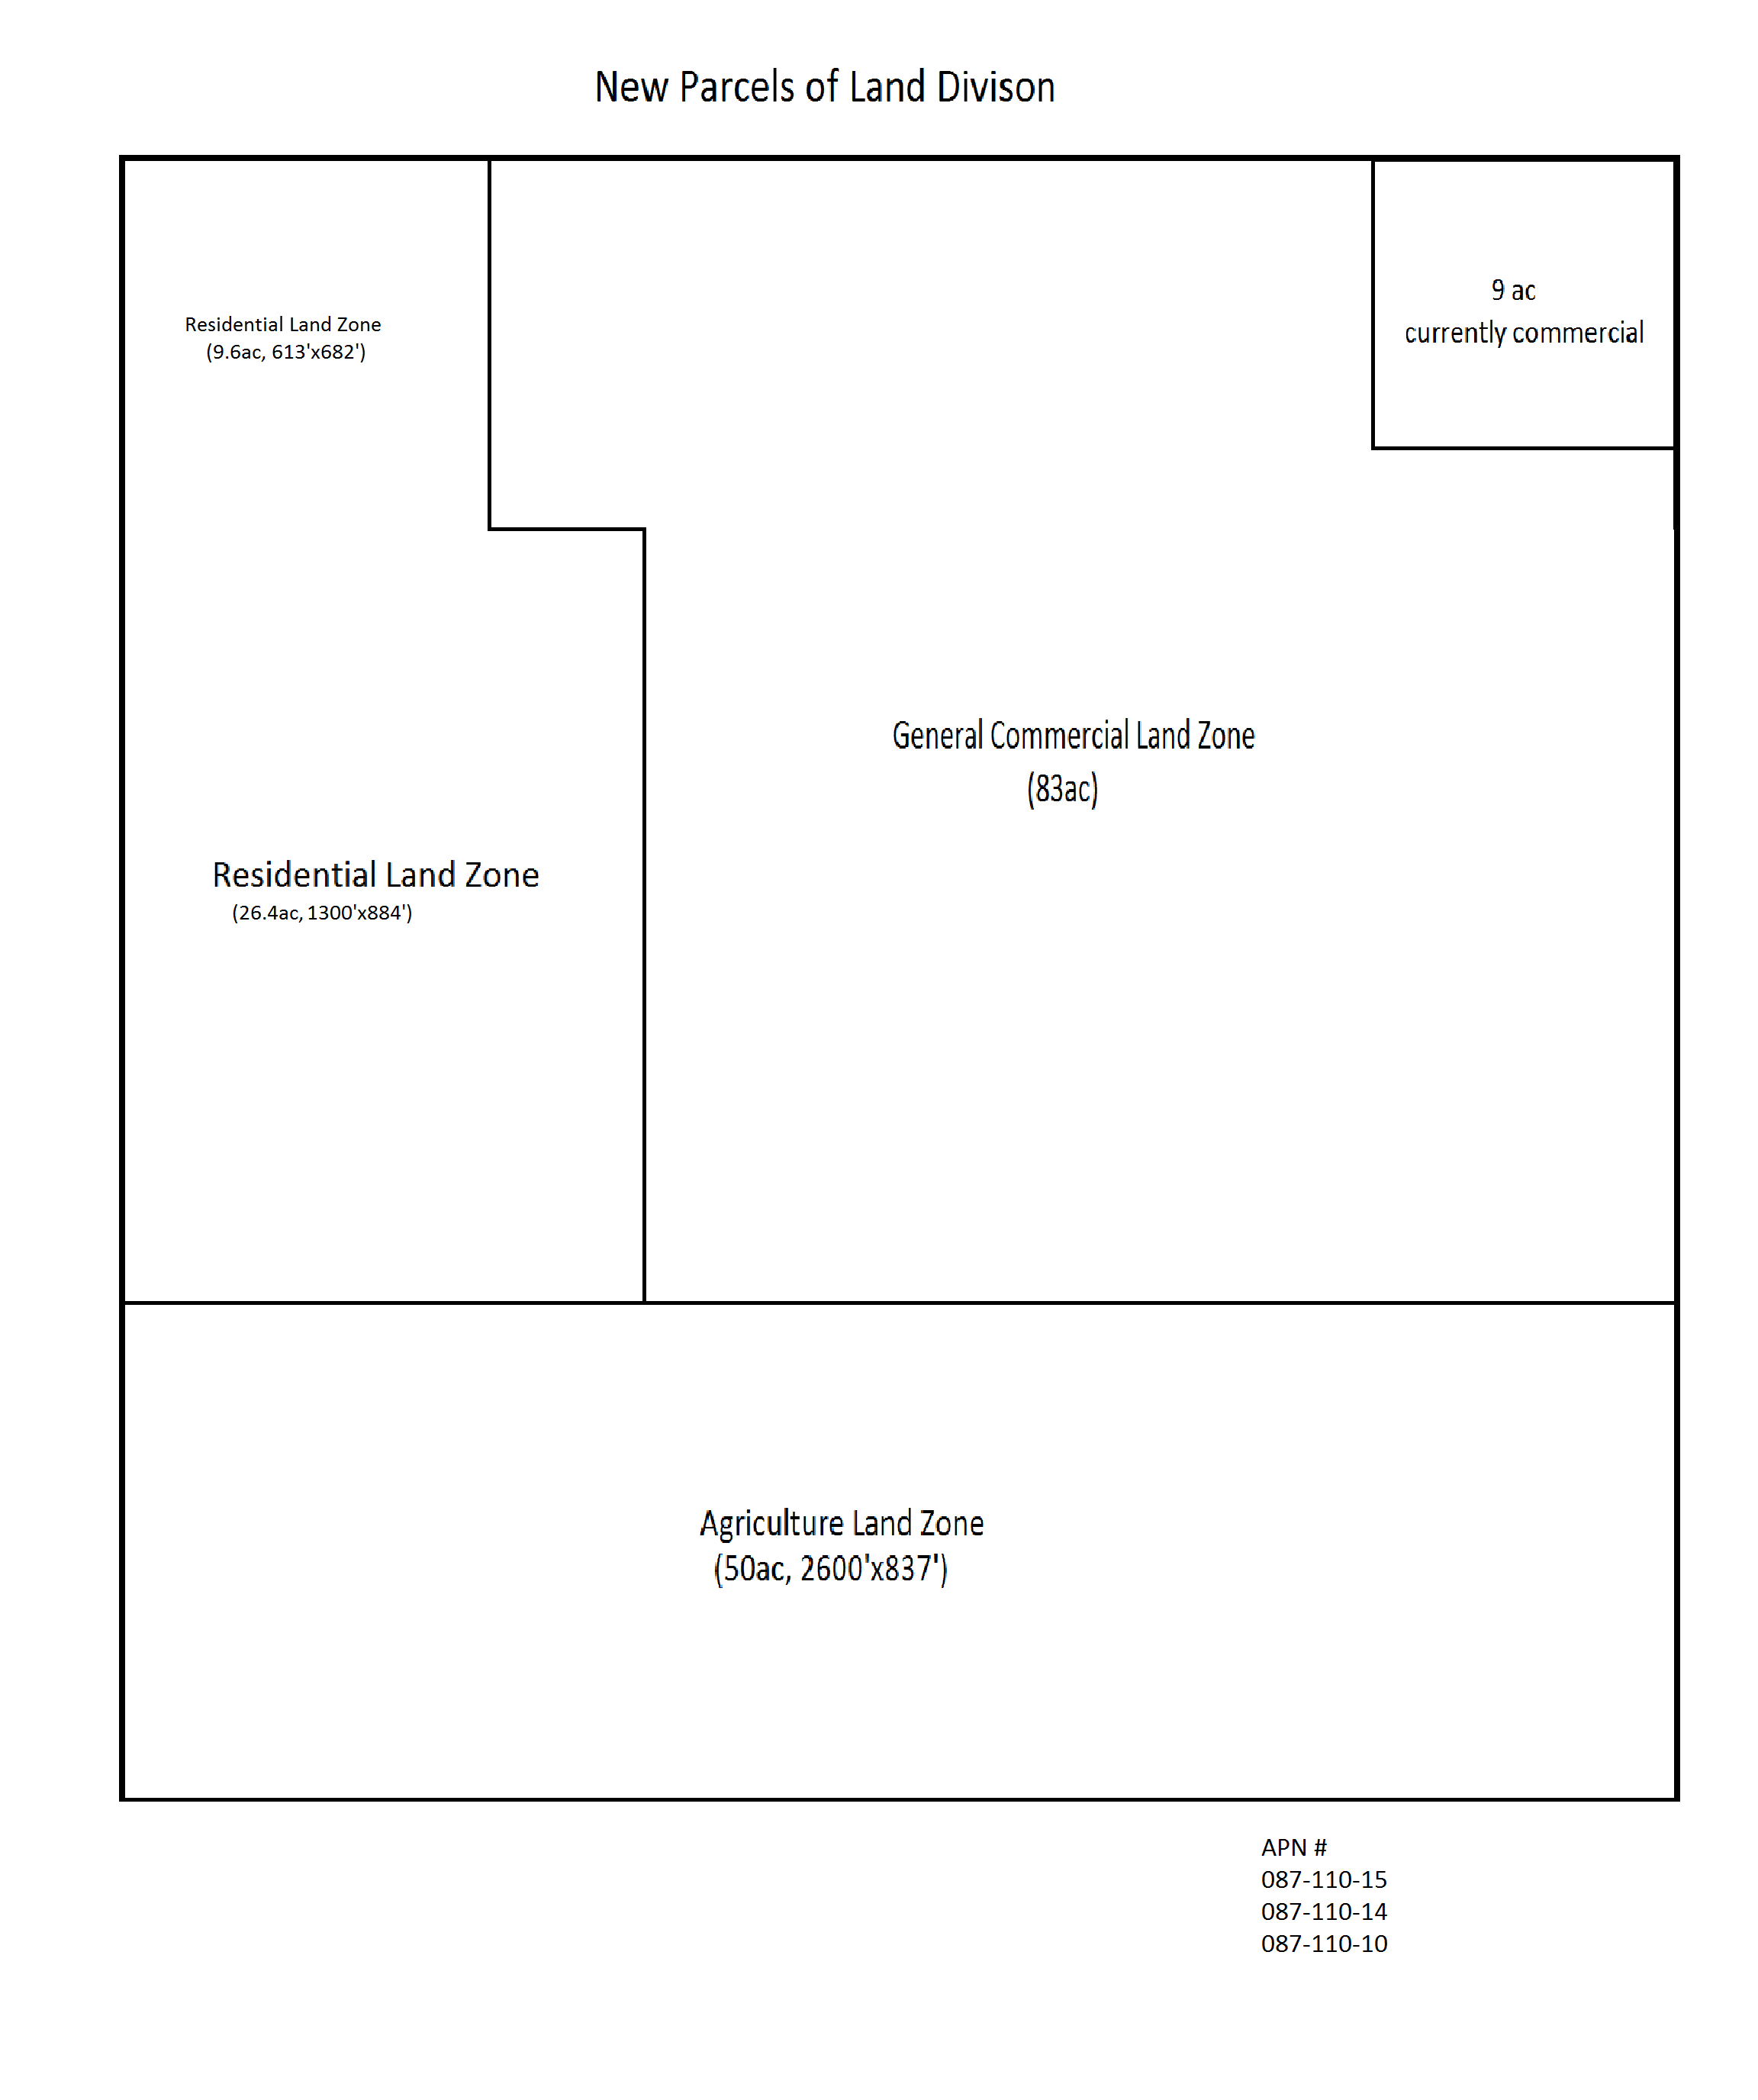 New Parcels of Land Divison
Residential Land Zone
(9.6ac, 613'x682')
9 ac
currently commercial
General Commercial Land Zone
(83ac)
Residential Land Zone
(26.4ac, 1300'x884')
Agriculture Land Zone
(50ac, 2600'x837')
APN #
087-110-15
087-110-14
087-110-10